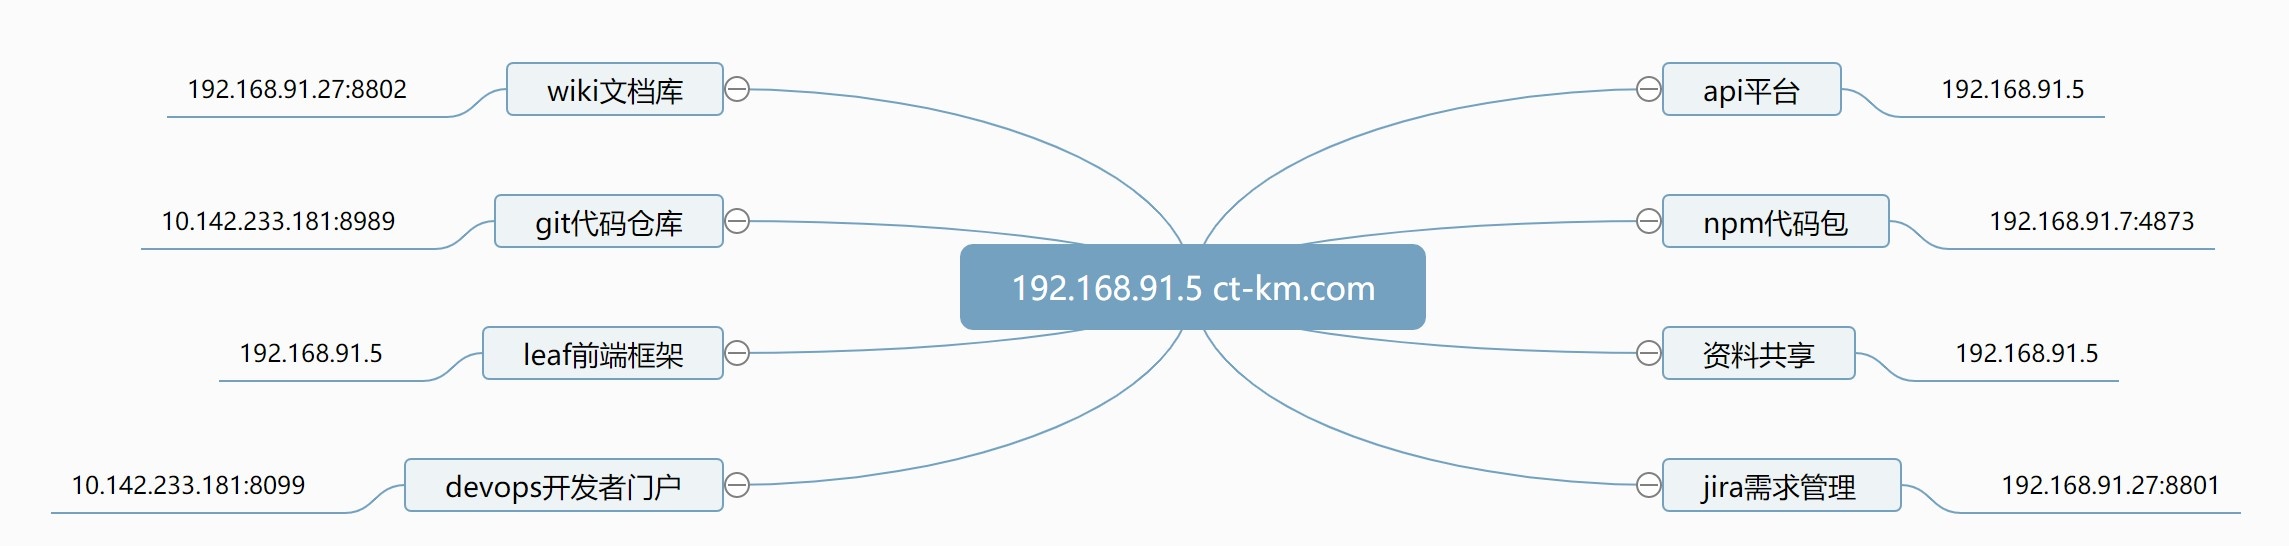 192.168.91.5 ct-km.com
api平台
192.168.91.5
npm代码包
192.168.91.7:4873
资料共享
192.168.91.5
jira需求管理
192.168.91.27:8801
wiki文档库
192.168.91.27:8802
git代码仓库
10.142.233.181:8989
leaf前端框架
192.168.91.5
devops开发者门户
10.142.233.181:8099